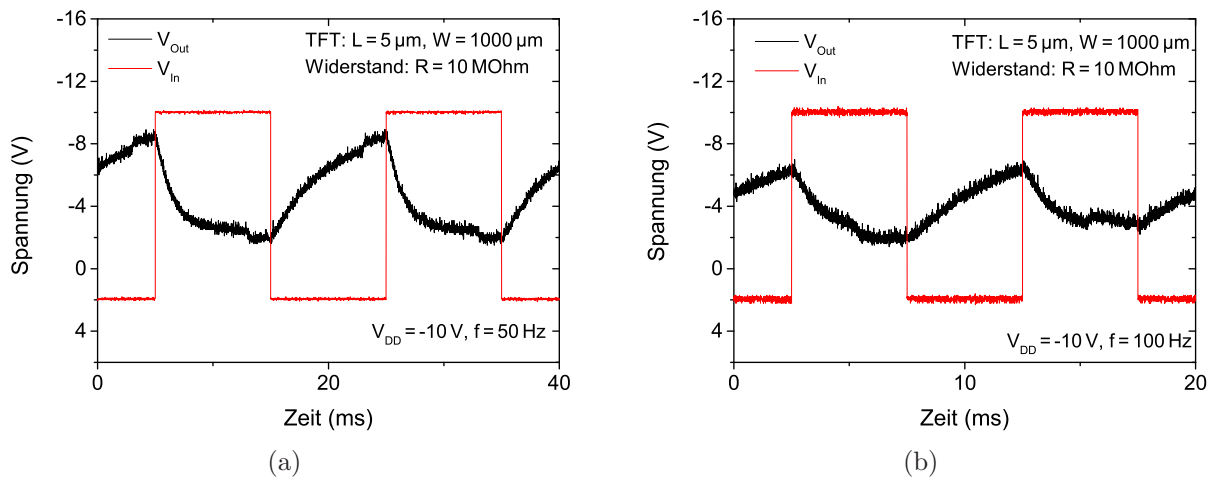 -16
-12
-8
-4
0
4
Spannung (V)
V_Out
V_In
TFT: L = 5 µm, W = 1000 µm
Widerstand: R = 10 MOhm
V_DD = -10 V, f = 50 Hz
0
20
40
Zeit (ms)
(a)
-16
-12
-8
-4
0
4
Spannung (V)
V_Out
V_In
TFT: L = 5 µm, W = 1000 µm
Widerstand: R = 10 MOhm
V_DD = -10 V, f = 100 Hz
0
10
20
Zeit (ms)
(b)